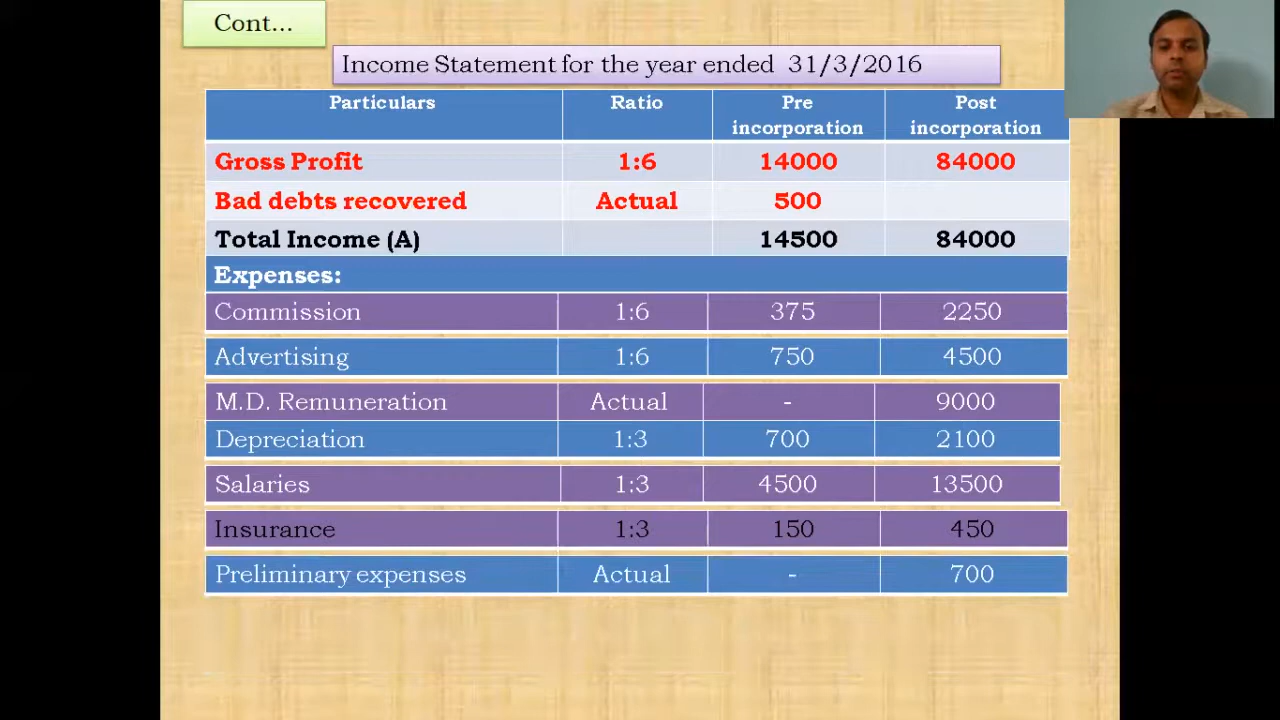 Cont...
Income Statement for the year ended 31/3/2016
Particulars Ratio Pre incorporation Post incorporation
Gross Profit 1:6 14000 84000
Bad debts recovered Actual 500
Total Income (A) 14500 84000
Expenses:
Commission 1:6 375 2250
Advertising 1:6 750 4500
M.D. Remuneration Actual - 9000
Depreciation 1:3 700 2100
Salaries 1:3 4500 13500
Insurance 1:3 150 450
Preliminary expenses Actual - 700